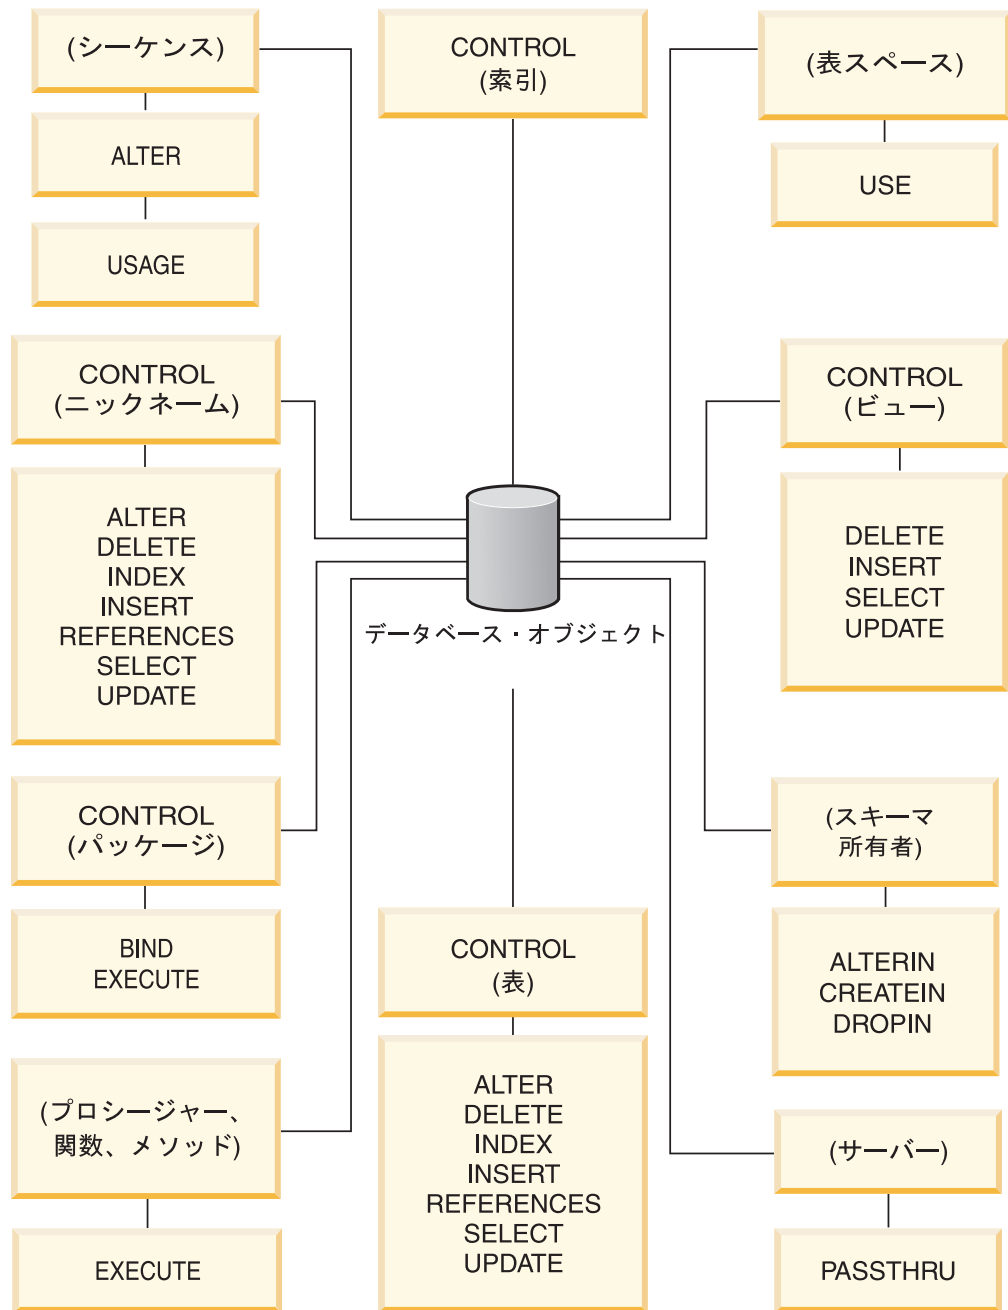 (シーケンス)
ALTER
USAGE
CONTROL
(索引)
(表スペース)
USE
CONTROL
(ニックネーム)
ALTER
DELETE
INDEX
INSERT
REFERENCES
SELECT
UPDATE
CONTROL
(ビュー)
DELETE
INSERT
SELECT
UPDATE
データベース・オブジェクト
CONTROL
(パッケージ)
BIND
EXECUTE
(スキーマ
所有者)
ALTERIN
CREATEIN
DROPIN
CONTROL
(表)
ALTER
DELETE
INDEX
INSERT
REFERENCES
SELECT
UPDATE
(プロシージャー、
関数、メソッド)
EXECUTE
(サーバー)
PASSTHRU